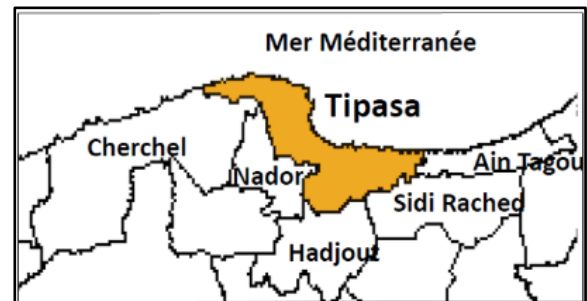 Mer Méditerranée
Tipasa
Cherchel
Ain Tagou
Nador
Sidi Rached
Hadjout